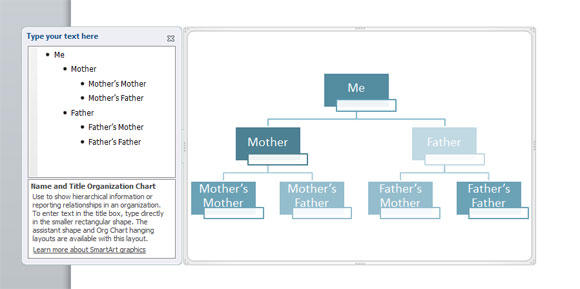 Type your text here
Me
Mother
Mother's Mother
Mother's Father
Father
Father's Mother
Father's Father
Name and Title Organization Chart
Use to show hierarchical information or
reporting relationships in an organization.
To enter text in the title box, type directly
in the smaller rectangular shape. The
assistant shape and Org Chart hanging
layouts are available with this layout.
Learn more about SmartArt graphics
Me
Mother
Father
Mother's
Mother
Mother's
Father
Father's
Mother
Father's
Father